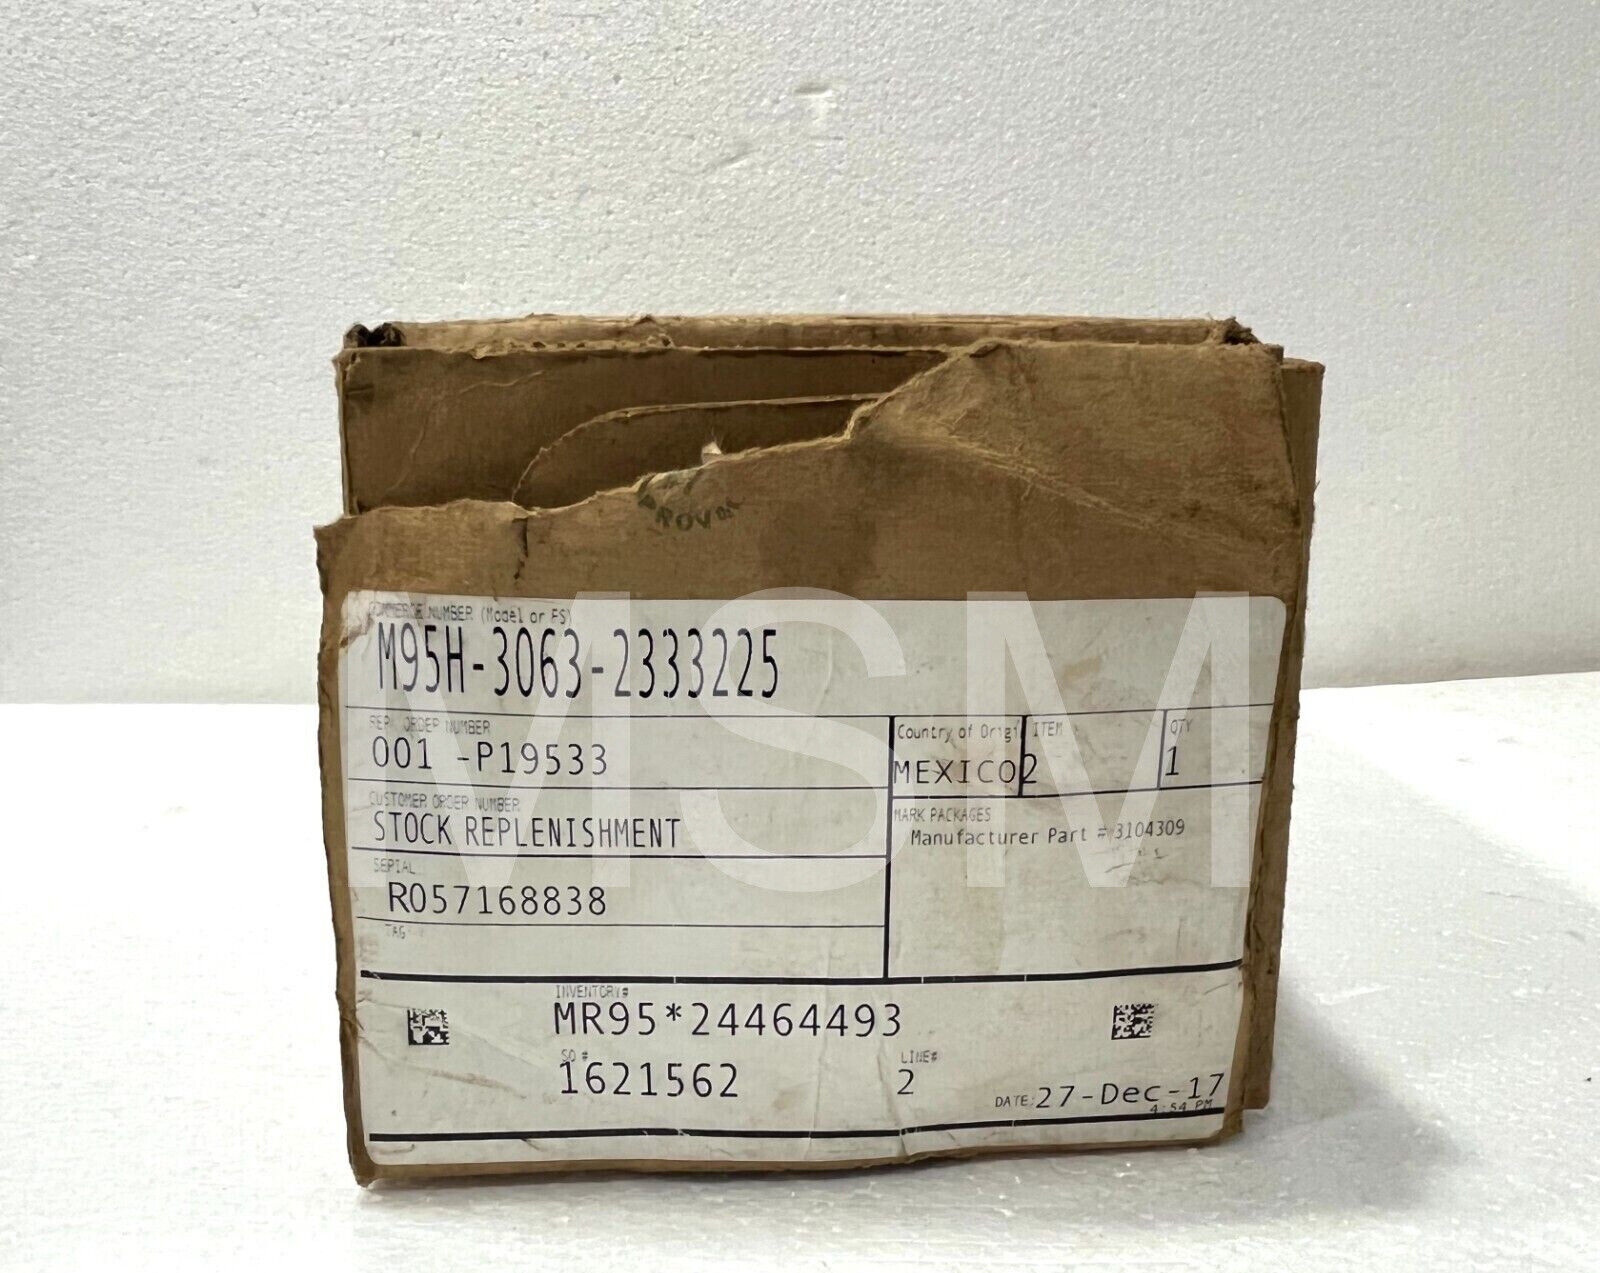 PROVE
COMMERCE NUMBER (Model or FS)
M95H-3063-2333225
REP. ORDER NUMBER
001 -P19533
Country of Origi
ITEM
QTY
MEXICO
2
1
CUSTOMER ORDER NUMBER
STOCK REPLENISHMENT
MARK PACKAGES
Manufacturer Part # 3104309
SERIAL
R057168838
TAG
INVENTORY#
MR95*24464493
SO #
1621562
LINE#
2
DATE: 27-Dec-17
4:54 PM
MSM